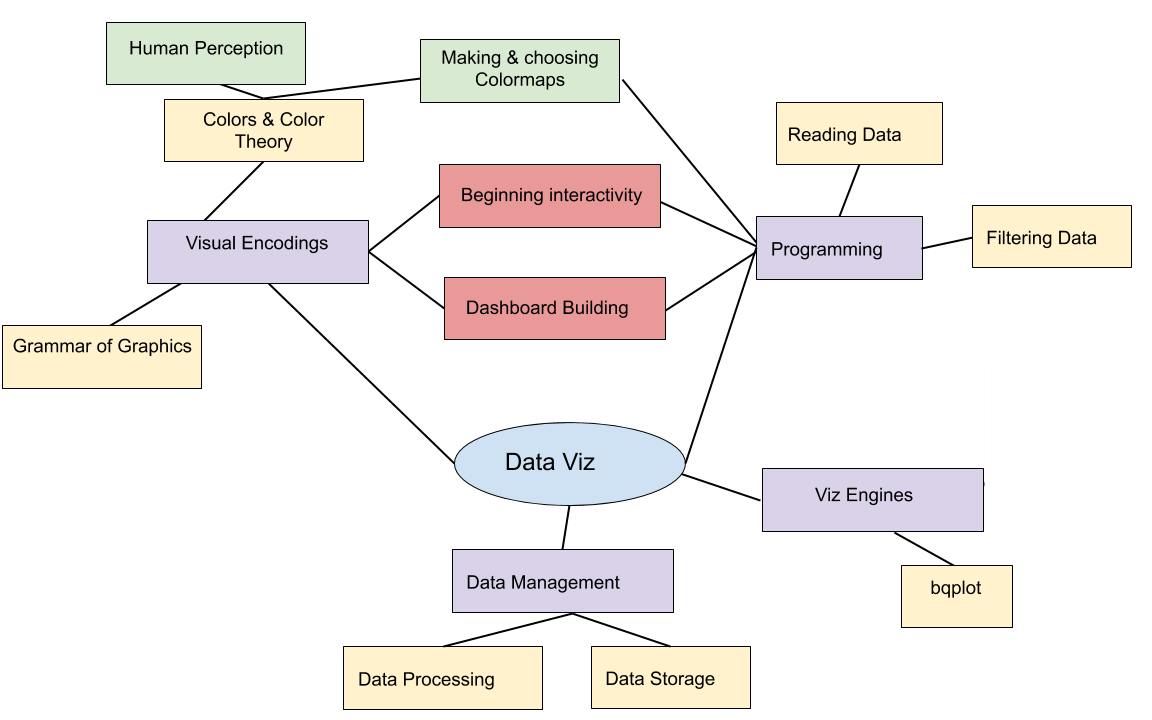 Human Perception
Making & choosing
Colormaps
Colors & Color
Theory
Reading Data
Beginning interactivity
Visual Encodings
Programming
Filtering Data
Dashboard Building
Grammar of Graphics
Data Viz
Viz Engines
Data Management
bqplot
Data Processing
Data Storage